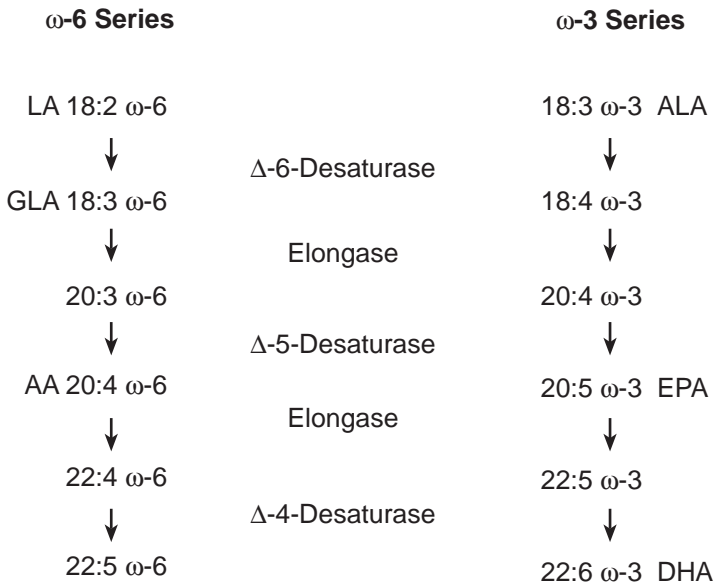 ω-6 Series ω-3 Series
LA 18:2 ω-6 18:3 ω-3 ALA
Δ-6-Desaturase
GLA 18:3 ω-6 18:4 ω-3
Elongase
20:3 ω-6 20:4 ω-3
Δ-5-Desaturase
AA 20:4 ω-6 20:5 ω-3 EPA
Elongase
22:4 ω-6 22:5 ω-3
Δ-4-Desaturase
22:5 ω-6 22:6 ω-3 DHA